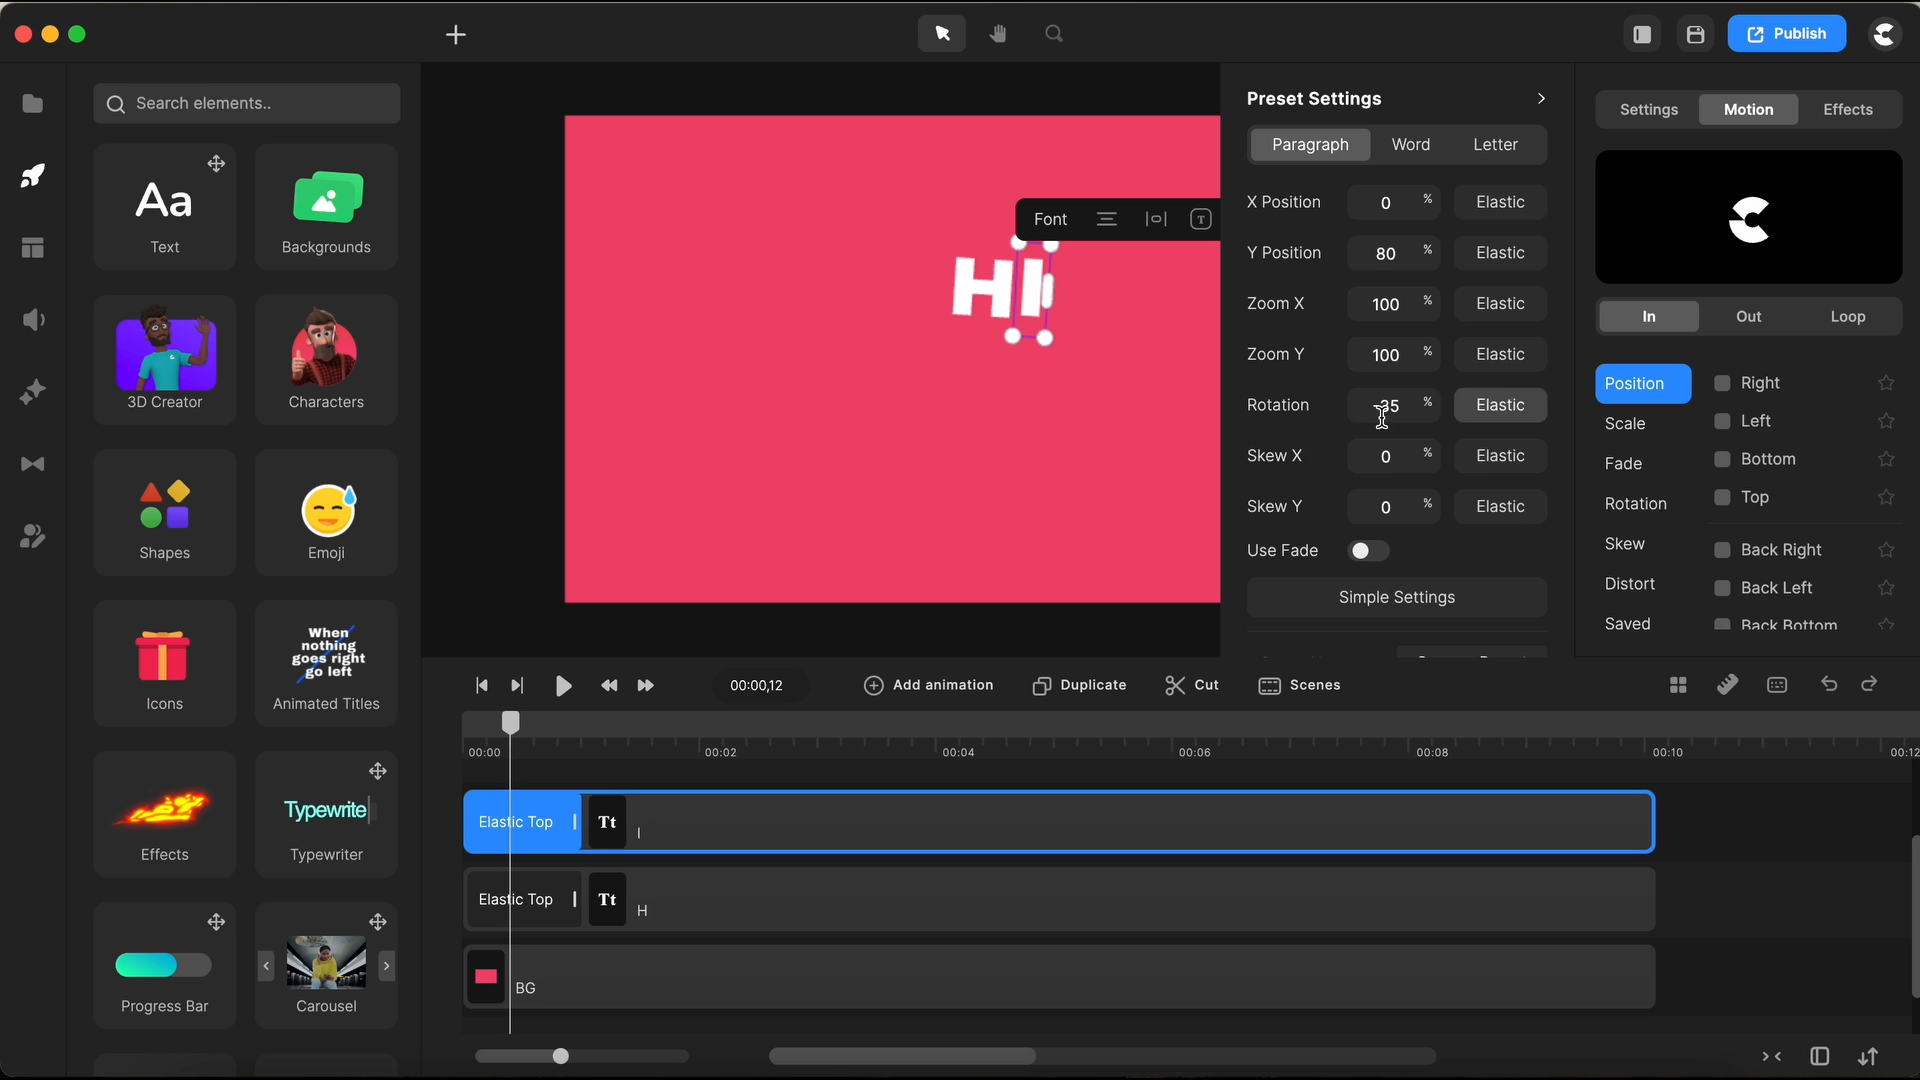 Publish
Search elements..
Text
Backgrounds
3D Creator
Characters
Shapes
Emoji
Icons
When
nothing
goes right
go left
Animated Titles
Effects
Typewrite
Typewriter
Progress Bar
Carousel
Font
HI
Preset Settings
Paragraph Word Letter
X Position 0 % Elastic
Y Position 80 % Elastic
Zoom X 100 % Elastic
Zoom Y 100 % Elastic
Rotation -35 % Elastic
Skew X 0 % Elastic
Skew Y 0 % Elastic
Use Fade
Simple Settings
Settings Motion Effects
In Out Loop
Position
Scale
Fade
Rotation
Skew
Distort
Saved
Right
Left
Bottom
Top
Back Right
Back Left
Back Bottom
00:00,12
Add animation
Duplicate
Cut
Scenes
00:00 00:02 00:04 00:06 00:08 00:10 00:12
Elastic Top Tt I
Elastic Top Tt H
BG